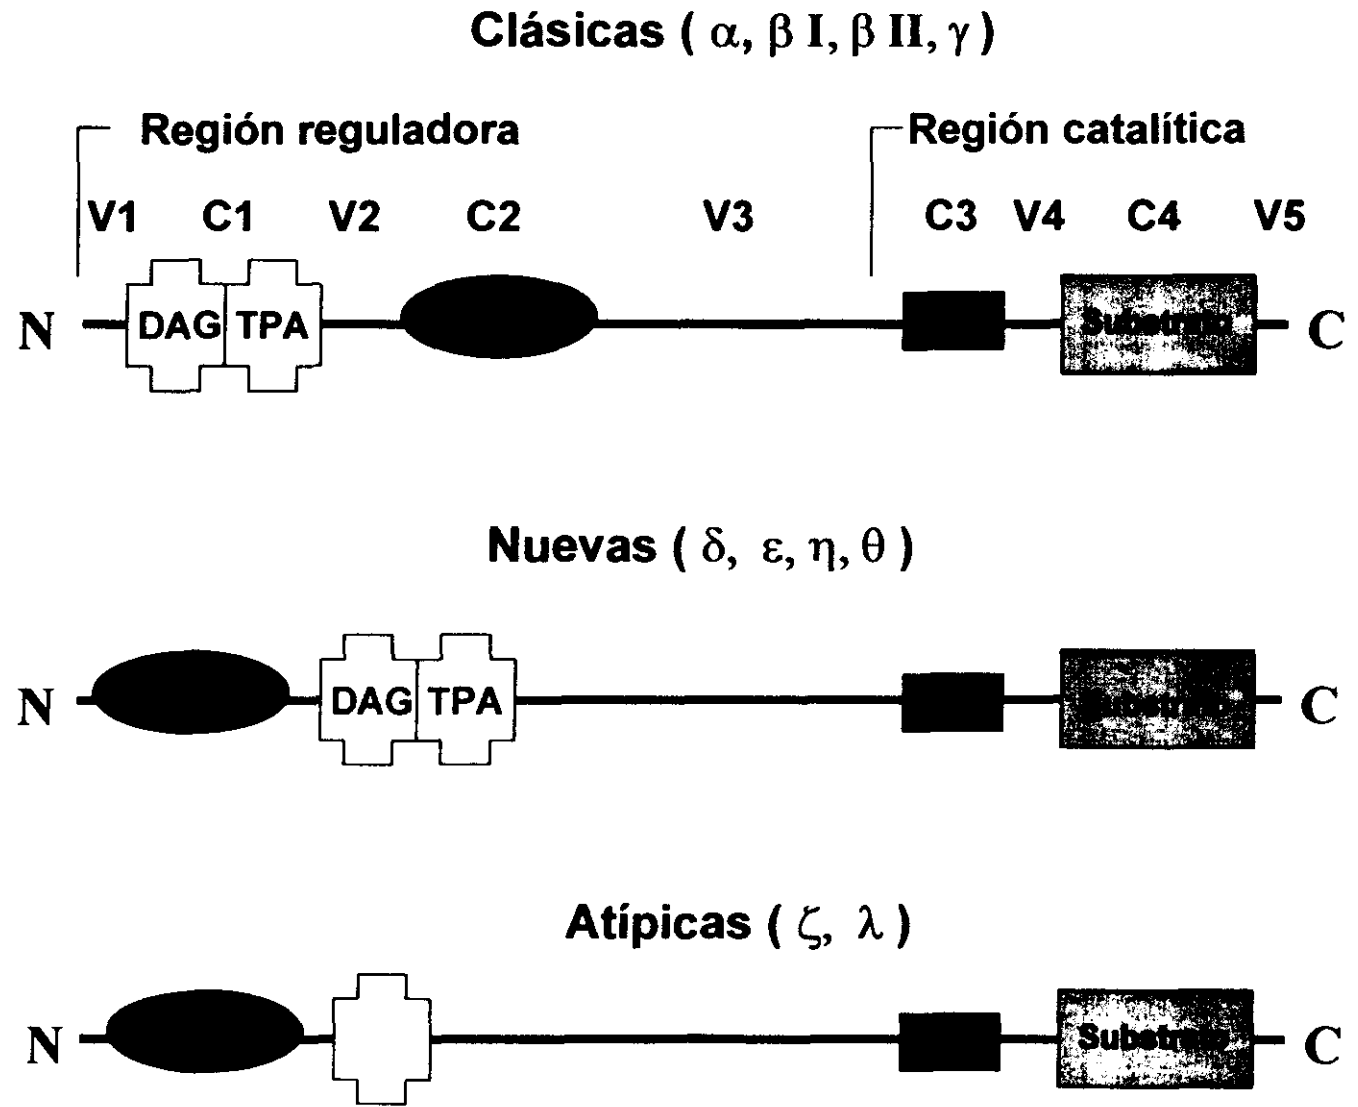 Clásicas ( α, β I, β II, γ )
Región reguladora Región catalítica
V1 C1 V2 C2 V3 C3 V4 C4 V5
N DAG TPA Substrato C
Nuevas ( δ, ε, η, θ )
N DAG TPA Substrato C
Atípicas ( ζ, λ )
N Substrato C